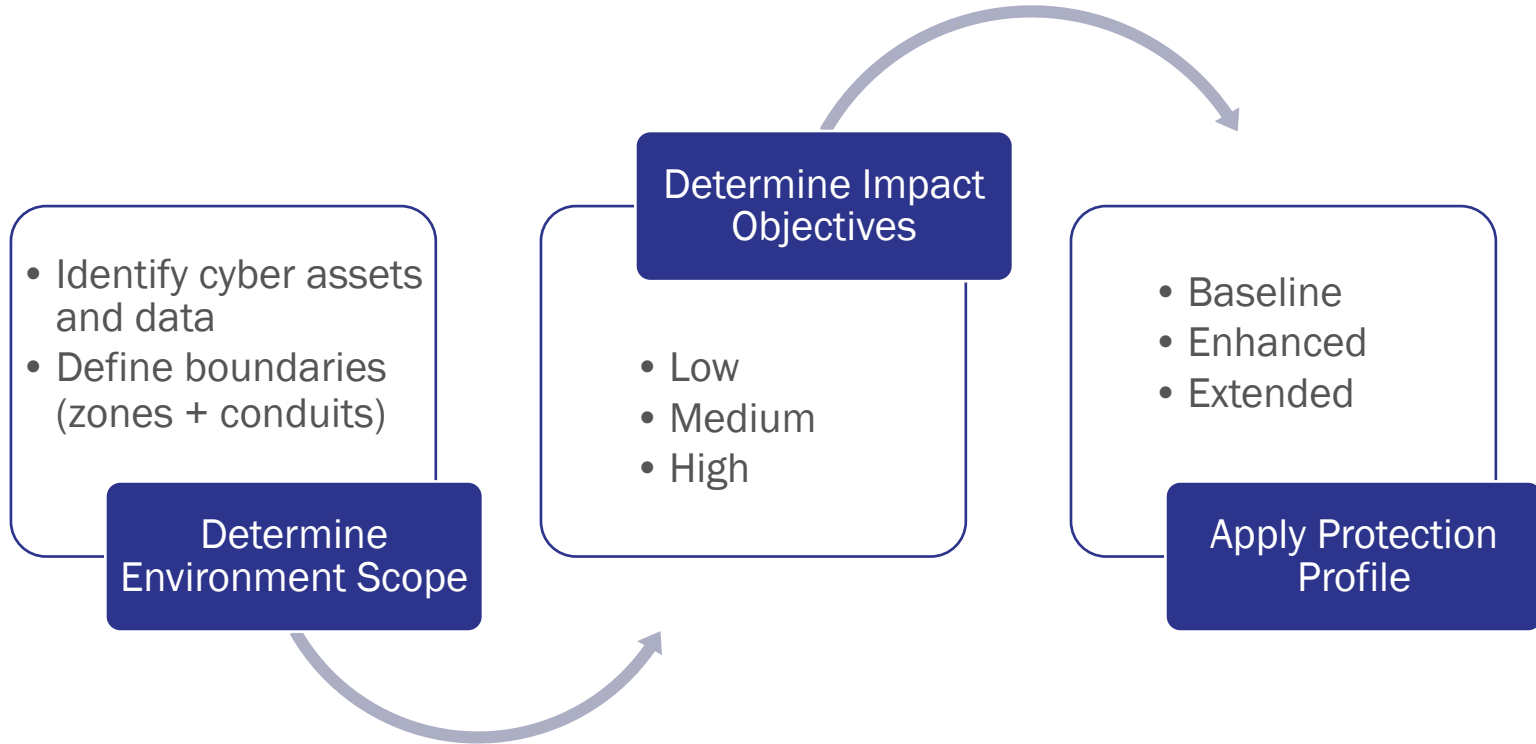 • Identify cyber assets
and data
• Define boundaries
(zones + conduits)
Determine
Environment Scope
Determine Impact
Objectives
• Low
• Medium
• High
• Baseline
• Enhanced
• Extended
Apply Protection
Profile